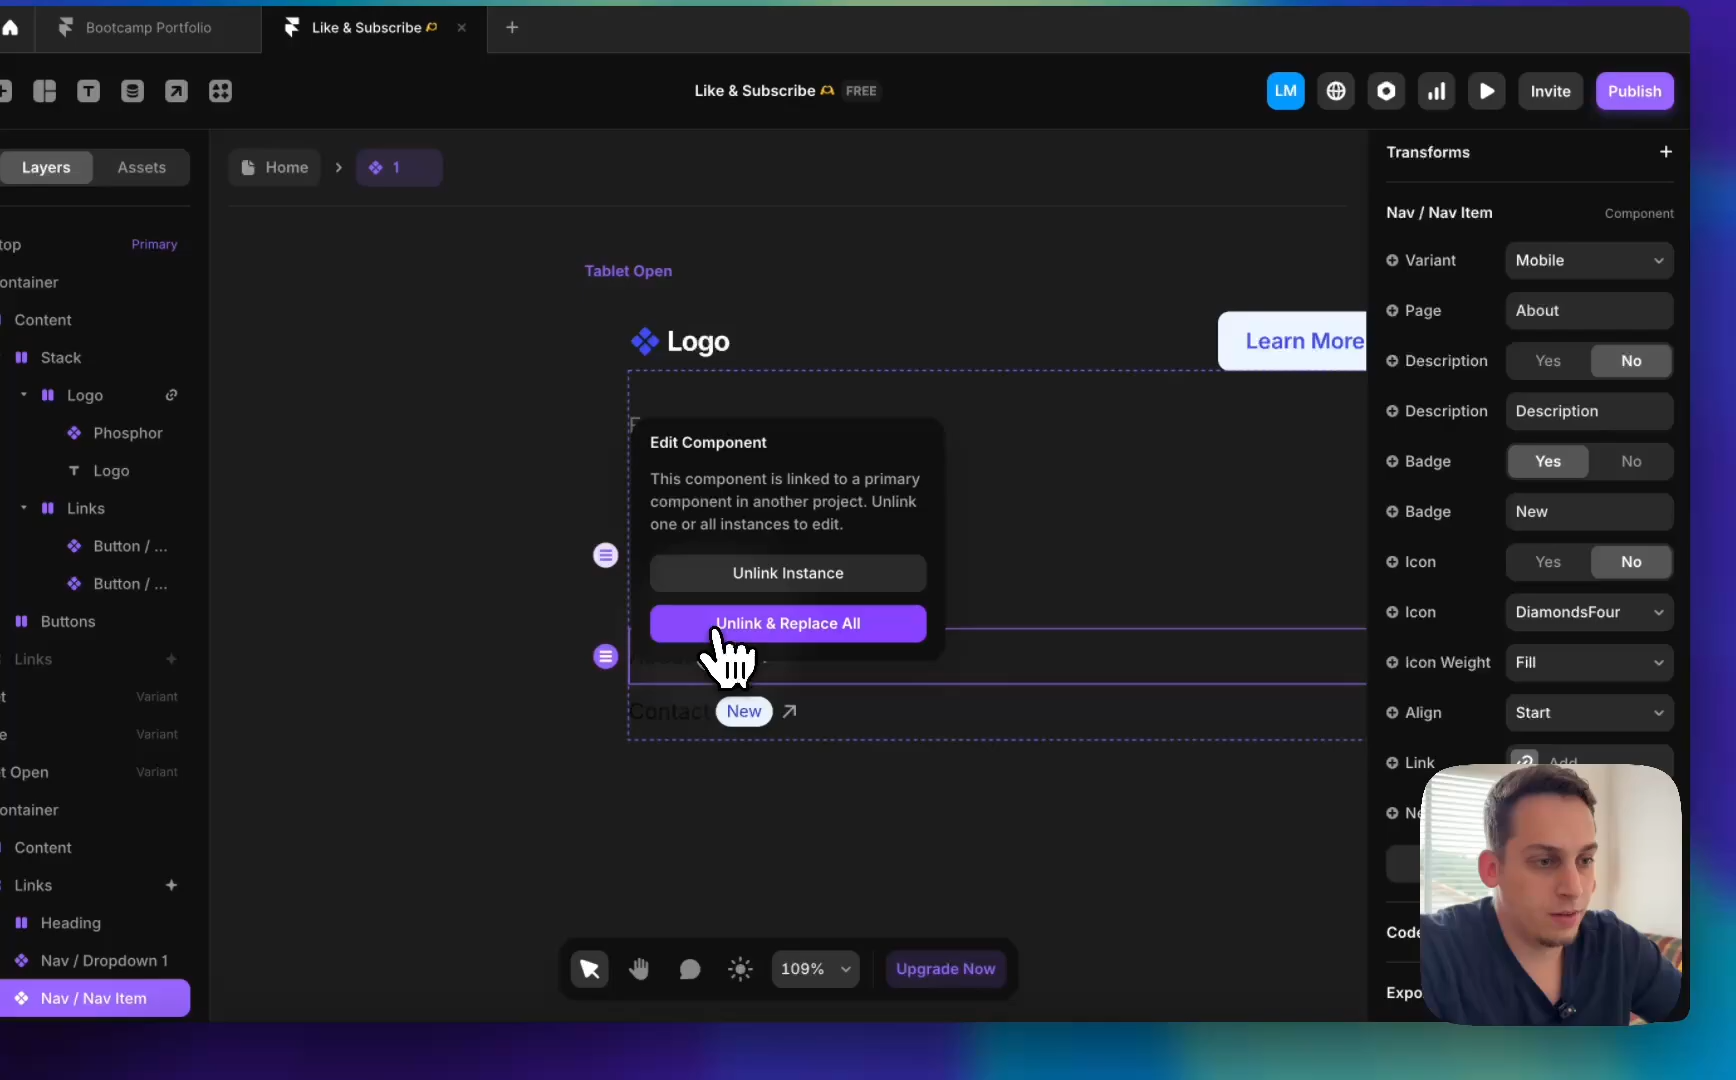 Bootcamp Portfolio
Like & Subscribe
Like & Subscribe FREE
LM
Invite
Publish
Layers
Assets
Home
1
top
Primary
ontainer
Content
Stack
Logo
Phosphor
Logo
Links
Button / ...
Button / ...
Buttons
Links
t
Variant
e
Variant
t Open
Variant
ontainer
Content
Links
Heading
Nav / Dropdown 1
Nav / Nav Item
Tablet Open
Logo
Learn More
Edit Component
This component is linked to a primary
component in another project. Unlink
one or all instances to edit.
Unlink Instance
Unlink & Replace All
Contact New
109%
Upgrade Now
Transforms
Nav / Nav Item
Component
Variant
Mobile
Page
About
Description
Yes
No
Description
Description
Badge
Yes
No
Badge
New
Icon
Yes
No
Icon
DiamondsFour
Icon Weight
Fill
Align
Start
Link
Add
Ne
Code
Expo